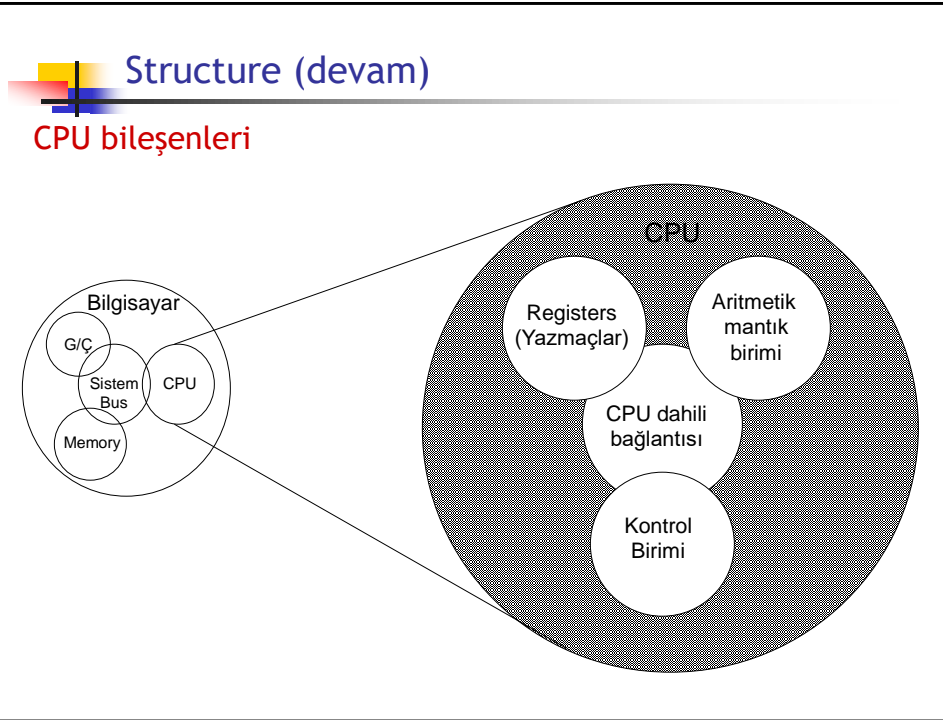 Structure (devam)
CPU bileşenleri
Bilgisayar
G/Ç
Sistem
Bus
CPU
Memory
CPU
Registers
(Yazmaçlar)
Aritmetik
mantık
birimi
CPU dahili
bağlantısı
Kontrol
Birimi